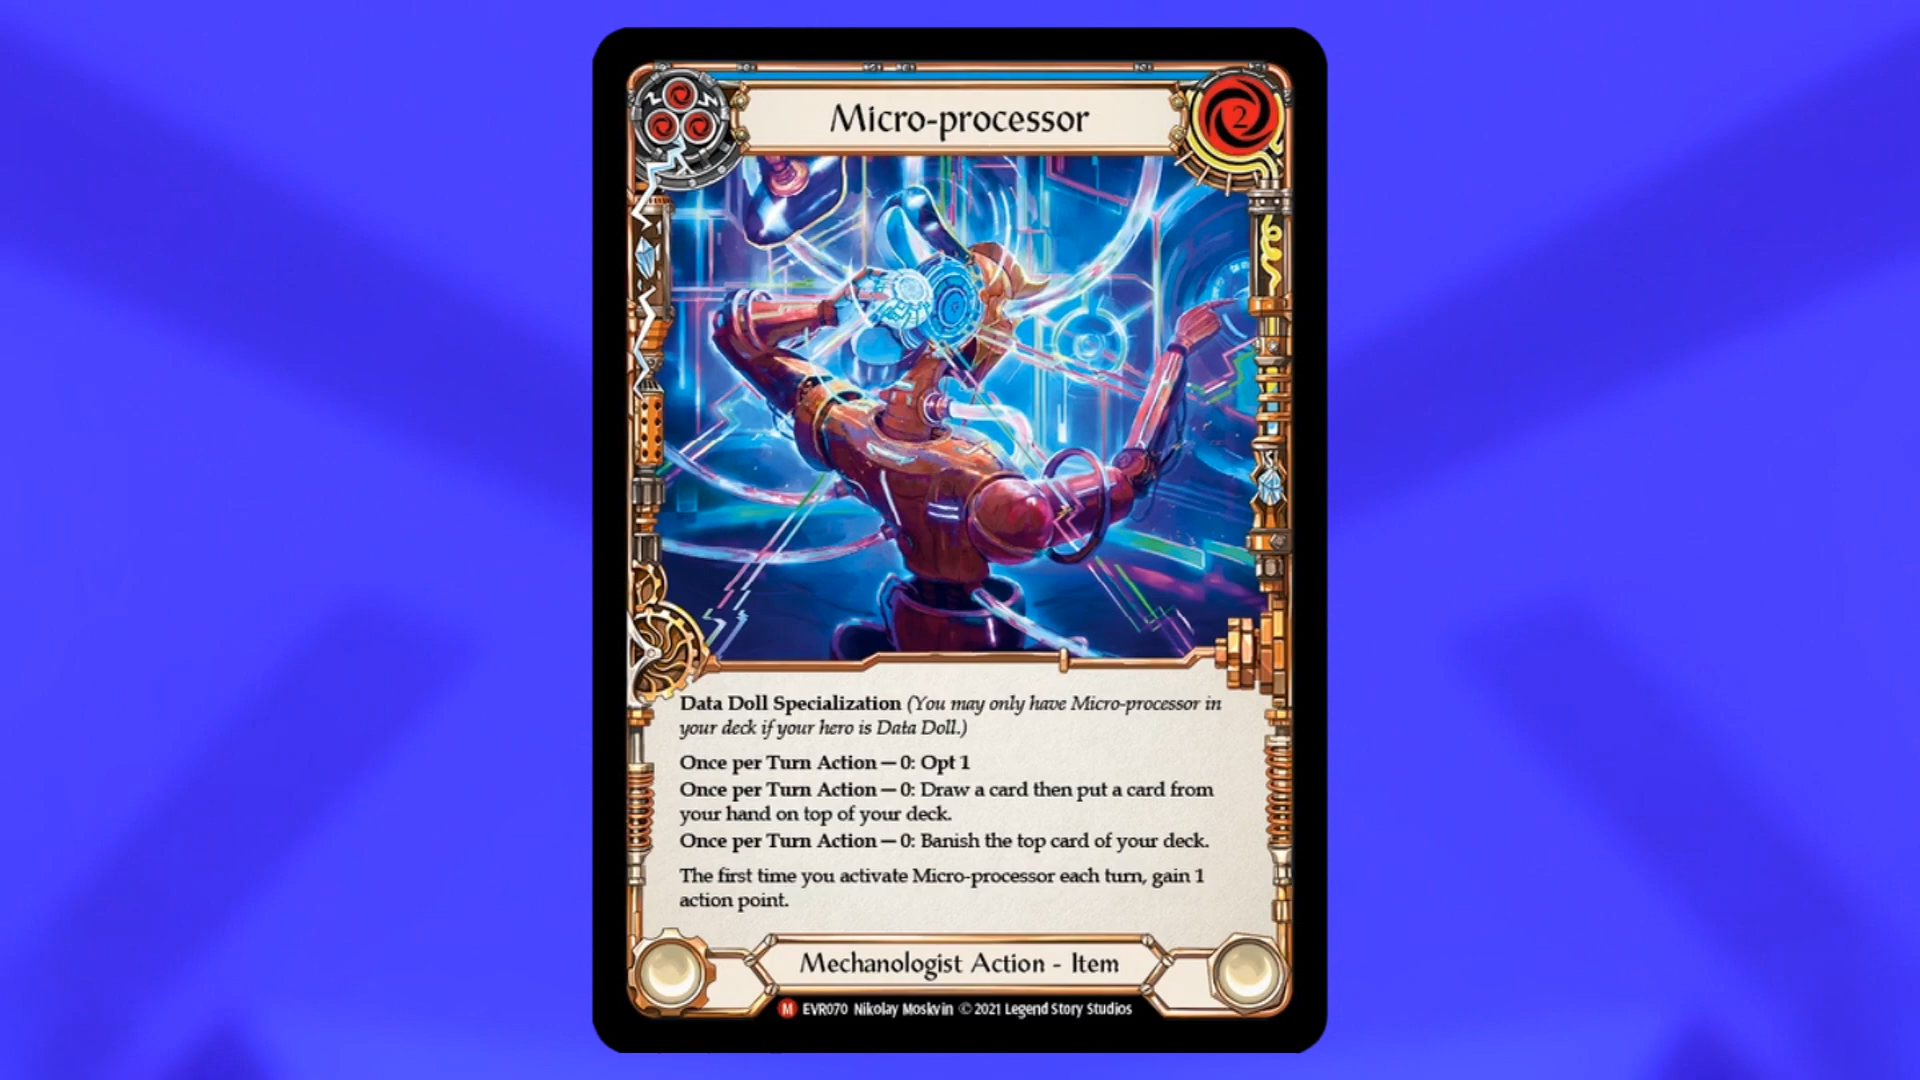 Micro-processor
2
Data Doll Specialization (You may only have Micro-processor in
your deck if your hero is Data Doll.)
Once per Turn Action — 0: Opt 1
Once per Turn Action — 0: Draw a card then put a card from
your hand on top of your deck.
Once per Turn Action — 0: Banish the top card of your deck.
The first time you activate Micro-processor each turn, gain 1
action point.
Mechanologist Action - Item
M EVR070 Nikolay Moskvin © 2021 Legend Story Studios